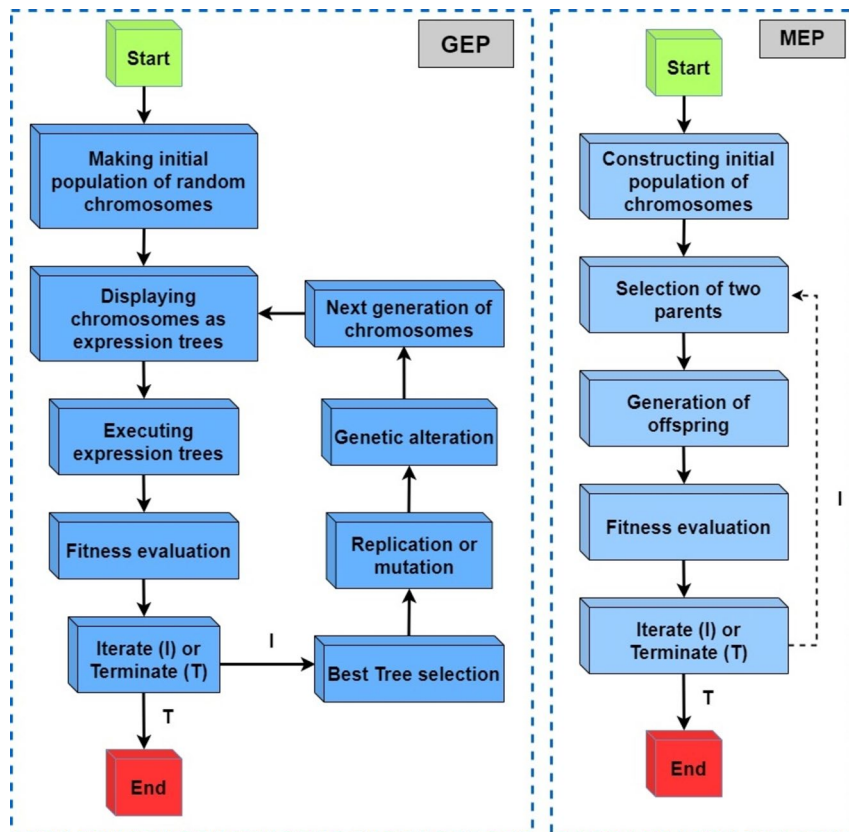 GEP
Start
Making initial
population of random
chromosomes
Displaying
chromosomes as
expression trees
Executing
expression trees
Fitness evaluation
Iterate (I) or
Terminate (T)
I
T
End
Best Tree selection
Replication or
mutation
Genetic alteration
Next generation of
chromosomes
MEP
Start
Constructing initial
population of
chromosomes
Selection of two
parents
Generation of
offspring
Fitness evaluation
Iterate (I) or
Terminate (T)
I
T
End